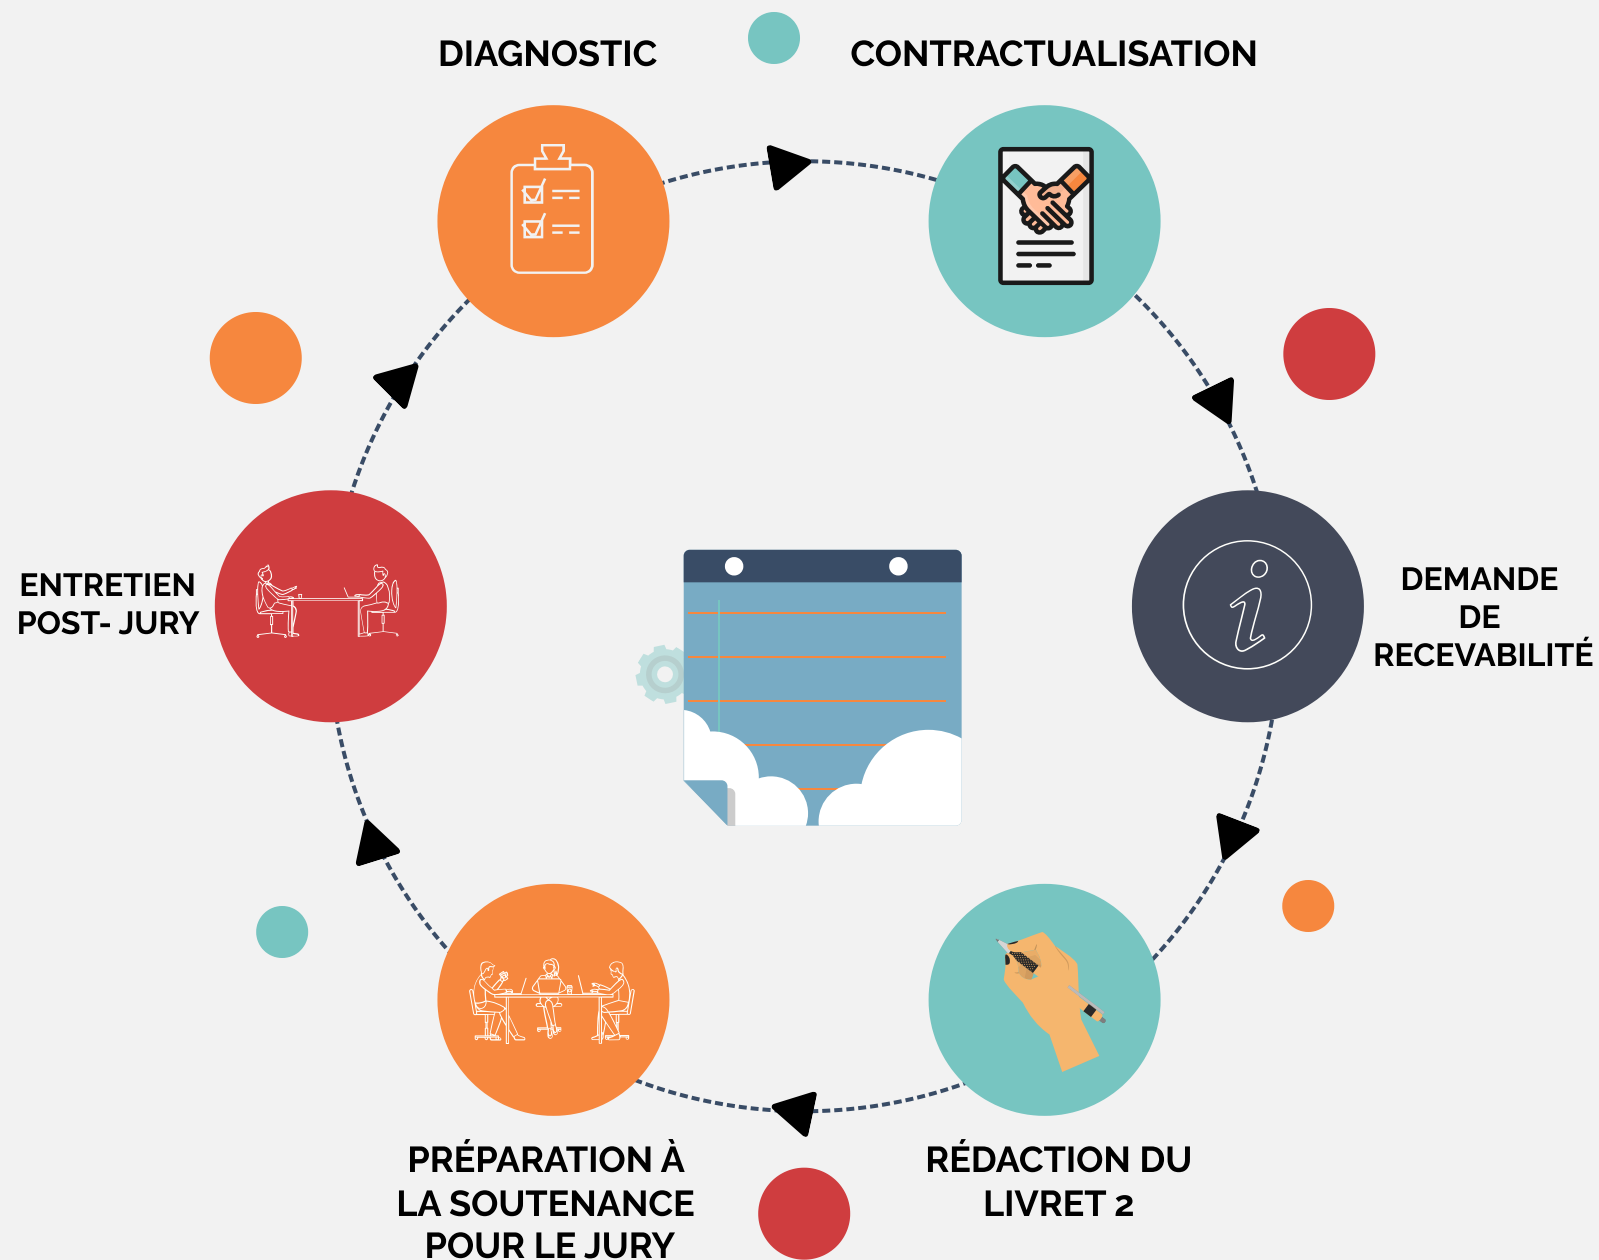 DIAGNOSTIC
CONTRACTUALISATION
DEMANDE
DE
RECEVABILITÉ
RÉDACTION DU
LIVRET 2
PRÉPARATION À
LA SOUTENANCE
POUR LE JURY
ENTRETIEN
POST- JURY